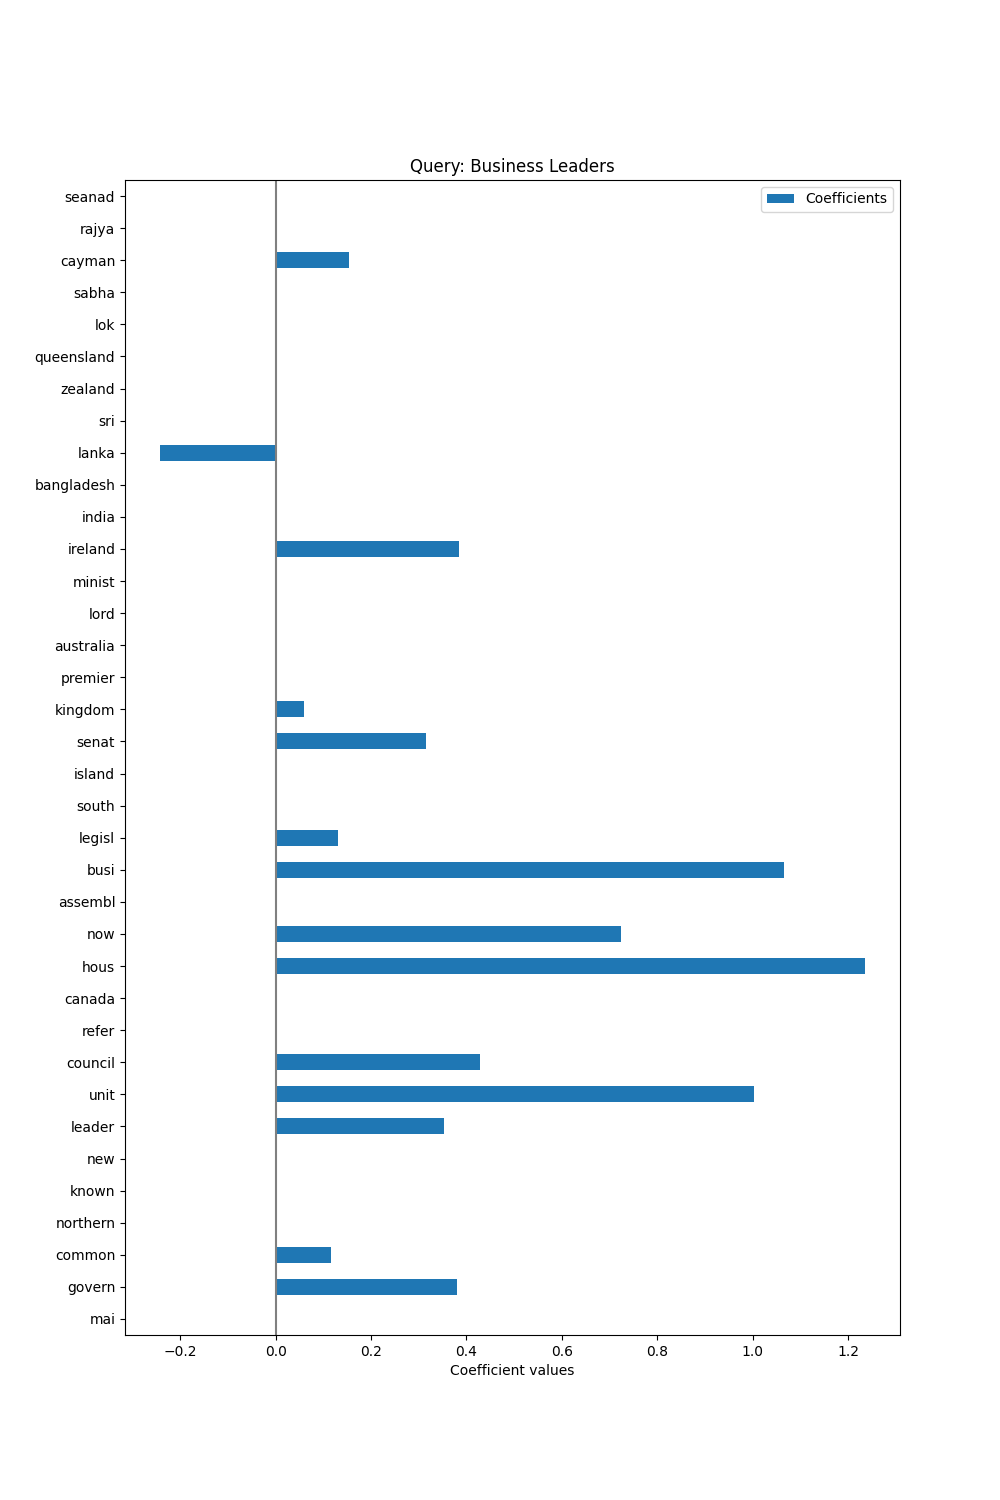 Query: Business Leaders
Coefficients
seanad
rajya
cayman
sabha
lok
queensland
zealand
sri
lanka
bangladesh
india
ireland
minist
lord
australia
premier
kingdom
senat
island
south
legisl
busi
assembl
now
hous
canada
refer
council
unit
leader
new
known
northern
common
govern
mai
−0.2 0.0 0.2 0.4 0.6 0.8 1.0 1.2
Coefficient values